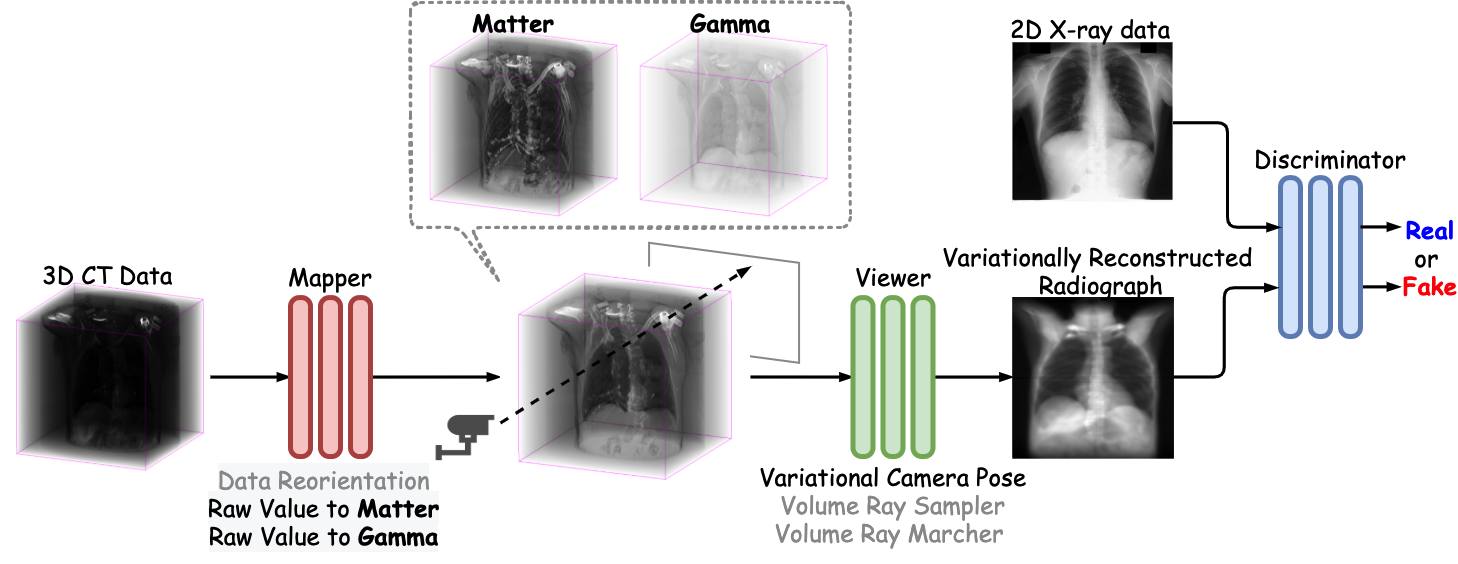 Matter
Gamma
2D X-ray data
Discriminator
Real
or
Fake
3D CT Data
Mapper
Viewer
Variationally Reconstructed
Radiograph
Data Reorientation
Raw Value to Matter
Raw Value to Gamma
Variational Camera Pose
Volume Ray Sampler
Volume Ray Marcher